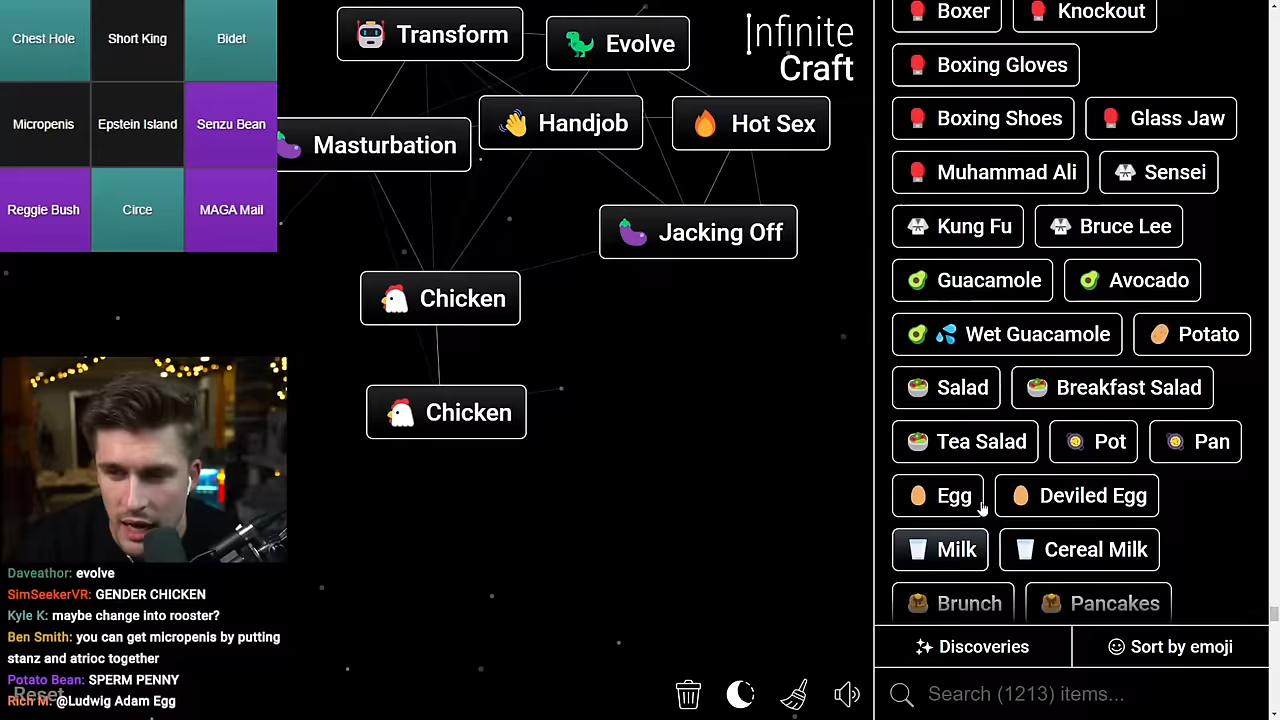 Chest Hole
Short King
Bidet
Micropenis
Epstein Island
Senzu Bean
Reggie Bush
Circe
MAGA Mail
Transform
Evolve
Masturbation
Handjob
Hot Sex
Jacking Off
Chicken
Chicken
Infinite
Craft
Boxer
Knockout
Boxing Gloves
Boxing Shoes
Glass Jaw
Muhammad Ali
Sensei
Kung Fu
Bruce Lee
Guacamole
Avocado
Wet Guacamole
Potato
Salad
Breakfast Salad
Tea Salad
Pot
Pan
Egg
Deviled Egg
Milk
Cereal Milk
Brunch
Pancakes
Discoveries
Sort by emoji
Search (1213) items...
Daveathor: evolve
SimSeekerVR: GENDER CHICKEN
Kyle K: maybe change into rooster?
Ben Smith: you can get micropenis by putting
stanz and atrioc together
Potato Bean: SPERM PENNY
Reset
Rich M: @Ludwig Adam Egg